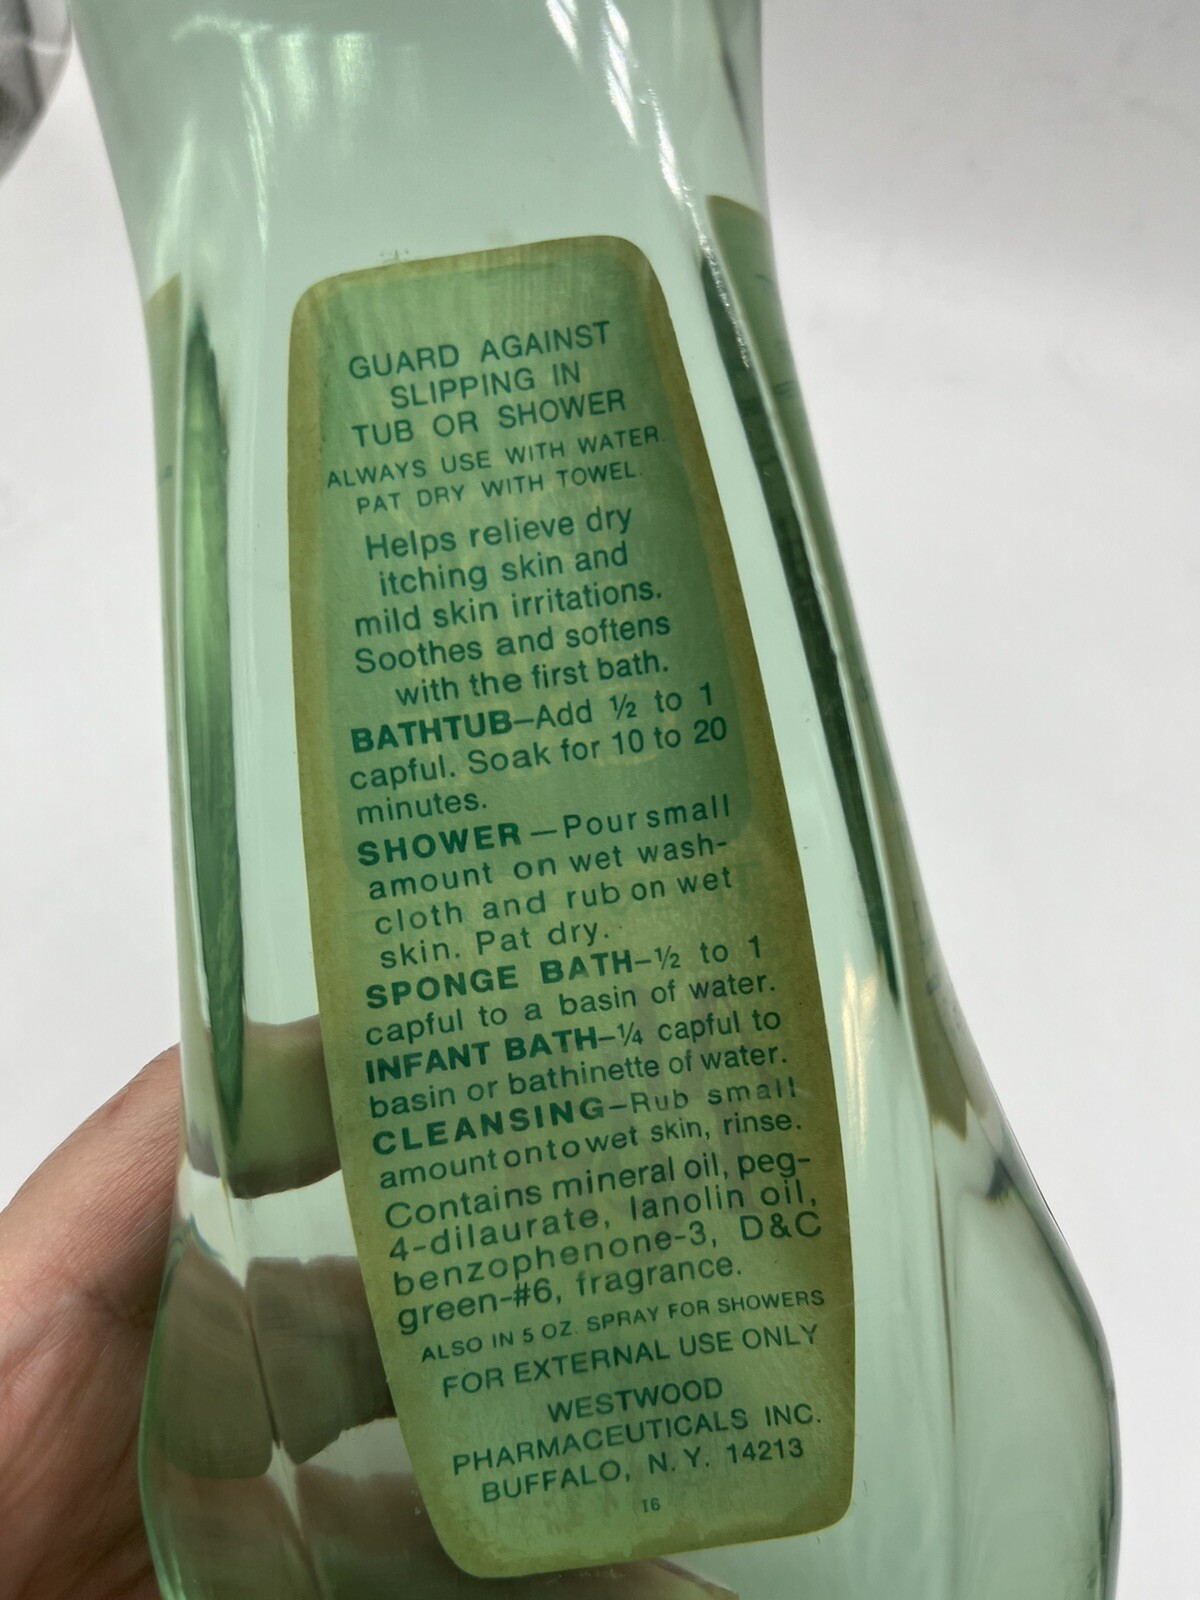 GUARD AGAINST
SLIPPING IN
TUB OR SHOWER
ALWAYS USE WITH WATER.
PAT DRY WITH TOWEL.
Helps relieve dry
itching skin and
mild skin irritations.
Soothes and softens
with the first bath.
BATHTUB–Add ½ to 1
capful. Soak for 10 to 20
minutes.
SHOWER—Pour small
amount on wet wash-
cloth and rub on wet
skin. Pat dry.
SPONGE BATH–½ to 1
capful to a basin of water.
INFANT BATH–¼ capful to
basin or bathinette of water.
CLEANSING–Rub small
amount onto wet skin, rinse.
Contains mineral oil, peg-
4-dilaurate, lanolin oil,
benzophenone-3, D&C
green-#6, fragrance.
ALSO IN 5 OZ. SPRAY FOR SHOWERS
FOR EXTERNAL USE ONLY
WESTWOOD
PHARMACEUTICALS INC.
BUFFALO, N.Y. 14213